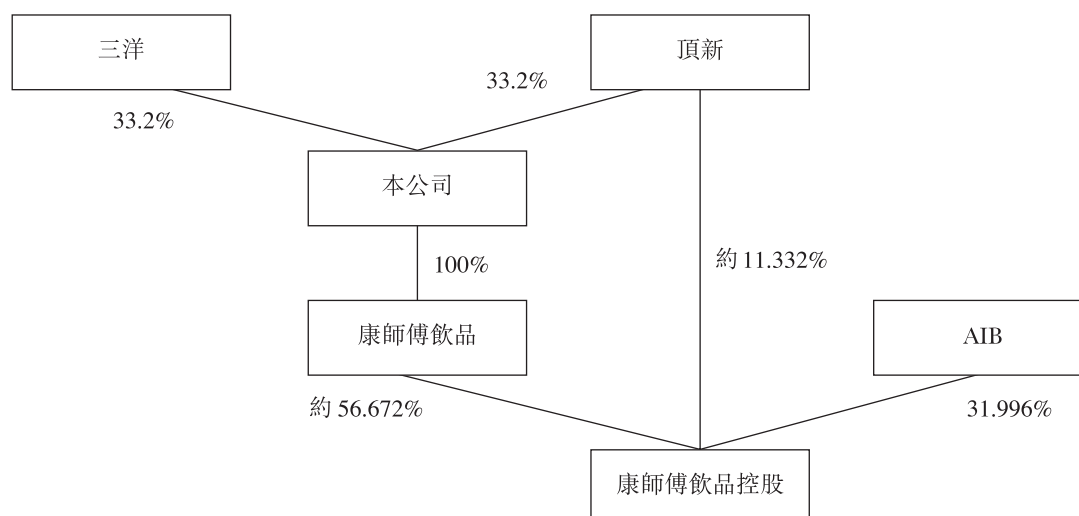 三洋
頂新
33.2%
33.2%
本公司
100%
約 11.332%
康師傅飲品
AIB
約 56.672%
31.996%
康師傅飲品控股